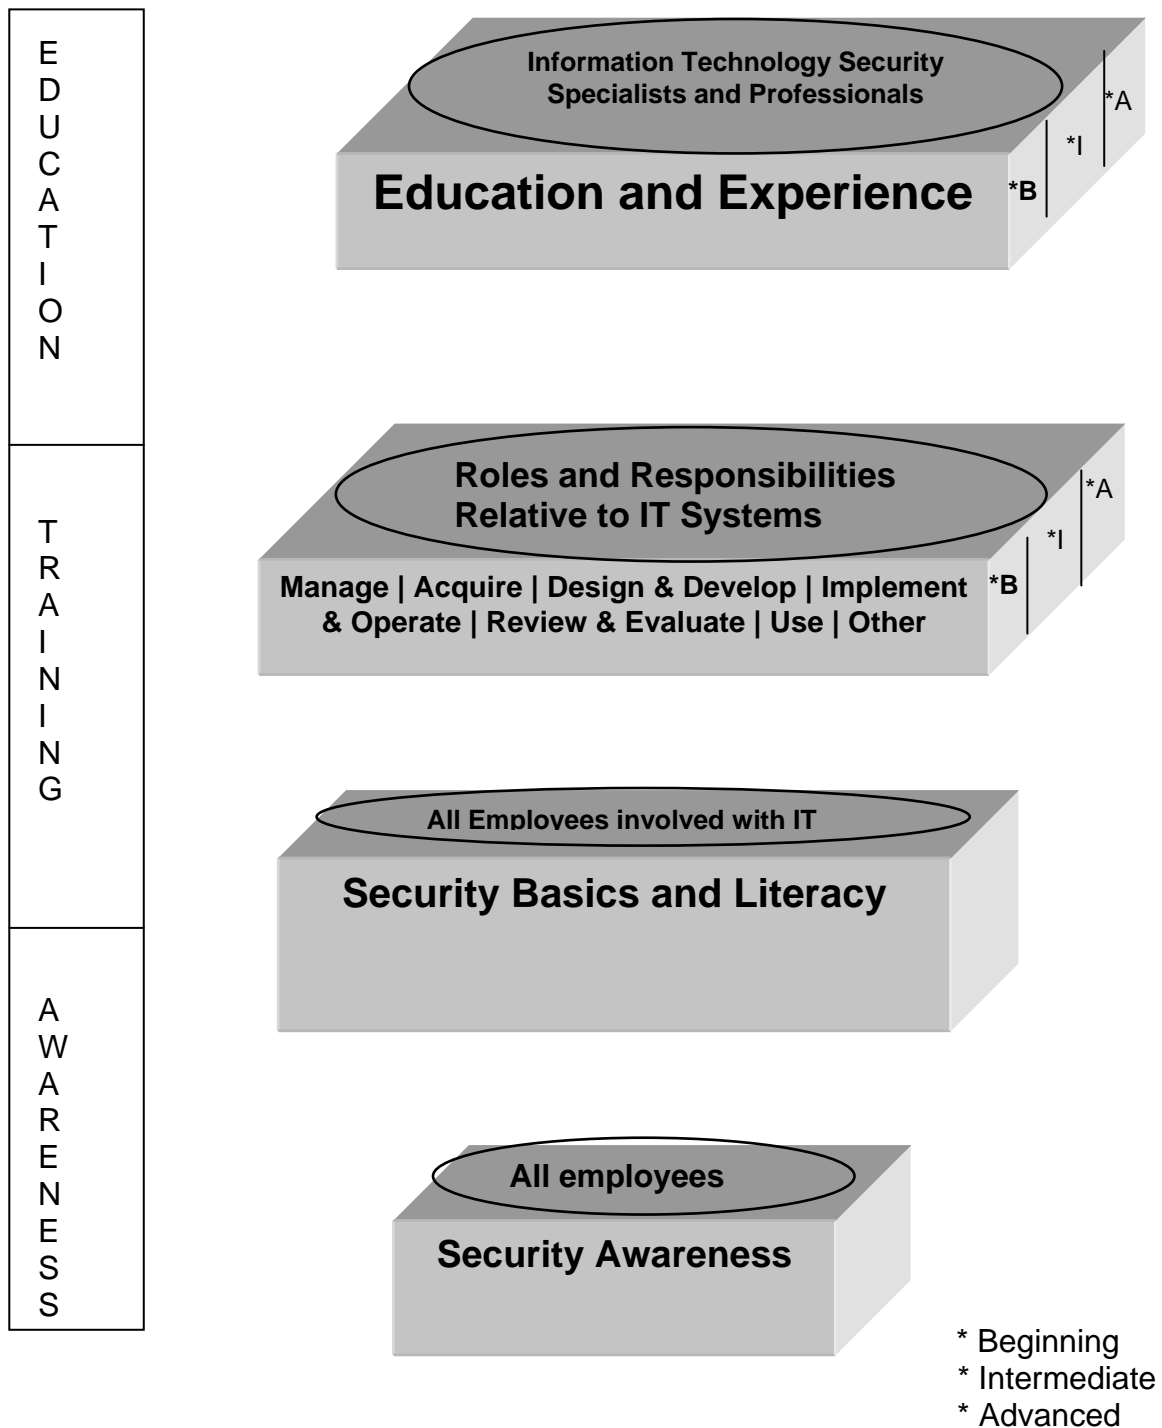 E
D
U
C
A
T
I
O
N
Information Technology Security
Specialists and Professionals
Education and Experience
*B
*I
*A
T
R
A
I
N
I
N
G
Roles and Responsibilities
Relative to IT Systems
Manage | Acquire | Design & Develop | Implement
& Operate | Review & Evaluate | Use | Other
*B
*I
*A
All Employees involved with IT
Security Basics and Literacy
A
W
A
R
E
N
E
S
S
All employees
Security Awareness
* Beginning
* Intermediate
* Advanced